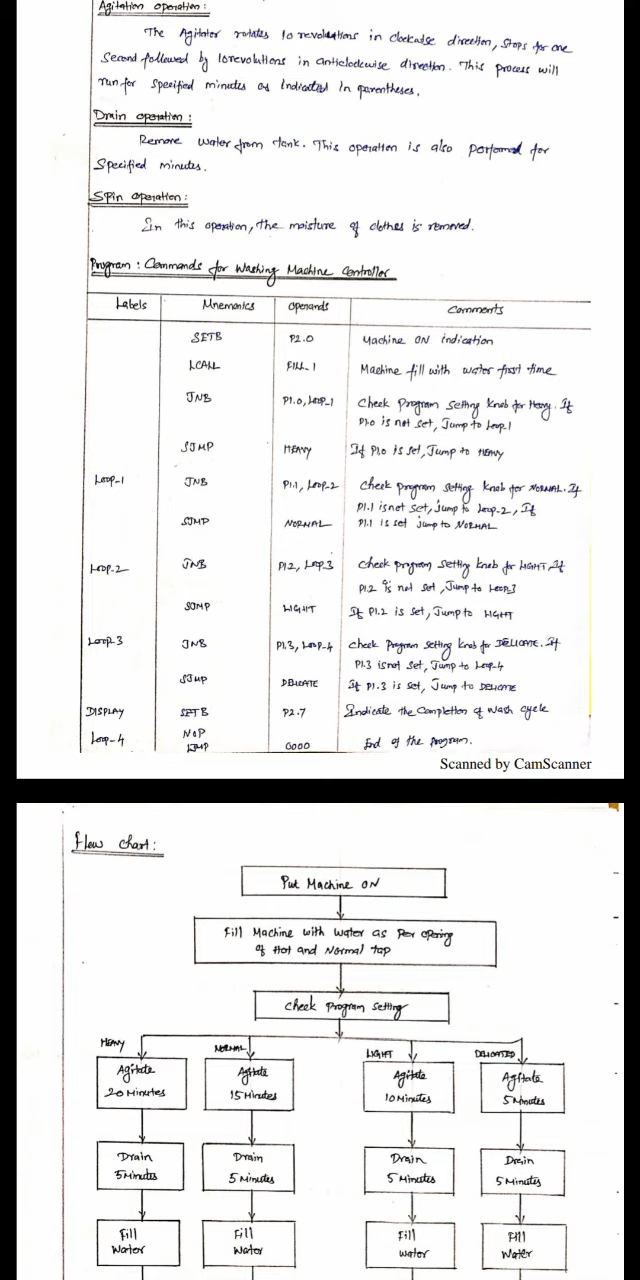 Agitation operation:
The Agitator rotates 10 revolutions in clockwise direction, stops for one
second followed by 10 revolutions in anticlockwise direction. This process will
run for specified minutes as Indicated In parentheses.
Drain operation:
Remove water from tank. This operation is also performed for
Specified minutes.
Spin operation:
In this operation, the moisture of clothes is removed.
Program: Commands for Washing Machine Controller
Labels Mnemonics Operands Comments
SETB P2.0 Machine ON indication
LCALL FILL_1 Machine fill with water first time
JNB P1.0, Loop_1 Check Program Setting Knob for Heavy. If
P1.0 is not set, Jump to Loop_1
SJMP HEAVY If P1.0 is set, Jump to HEAVY
Loop_1 JNB P1.1, Loop_2 Check program setting knob for NORMAL. If
P1.1 is not set, jump to Loop_2, If
SJMP NORMAL P1.1 is set jump to NORMAL
Loop_2 JNB P1.2, Loop_3 Check program setting knob for LIGHT, If
P1.2 is not set, Jump to Loop_3
SJMP LIGHT If P1.2 is set, Jump to LIGHT
Loop_3 JNB P1.3, Loop_4 Check Program setting knob for DELICATE. If
P1.3 is not set, Jump to Loop_4
SJMP DELICATE If P1.3 is set, Jump to DELICATE
DISPLAY SETB P2.7 Indicate the Completion of Wash cycle
Loop_4 NOP
LJMP 0000 End of the Program.
Scanned by CamScanner
Flow chart:
Put Machine ON
Fill Machine with water as per opening
of Hot and Normal tap
Check Program Setting
HEAVY NORMAL LIGHT DELICATED
Agitate Agitate Agitate Agitate
20 Minutes 15 Minutes 10 Minutes 5 Minutes
Drain Drain Drain Drain
5 Minutes 5 Minutes 5 Minutes 5 Minutes
Fill Fill Fill Fill
Water Water water Water